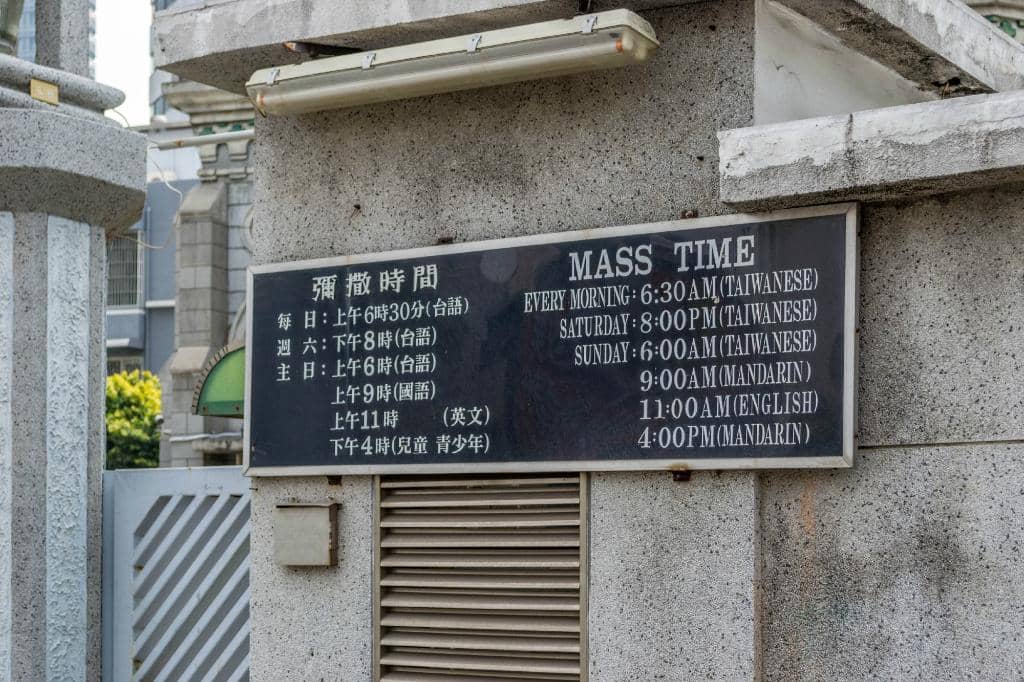 彌撒時間
每 日：上午6時30分(台語)
週 六：下午8時(台語)
主 日：上午6時(台語)
上午9時(國語)
上午11時 (英文)
下午4時(兒童 青少年)
MASS TIME
EVERY MORNING：6:30AM(TAIWANESE)
SATURDAY：8:00PM(TAIWANESE)
SUNDAY：6:00AM(TAIWANESE)
9:00AM(MANDARIN)
11:00AM(ENGLISH)
4:00PM(MANDARIN)